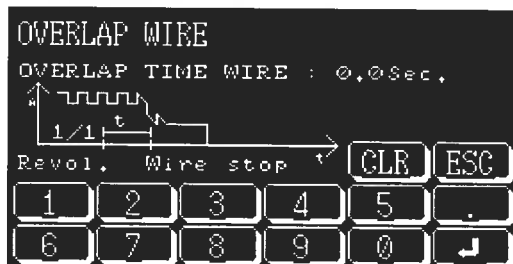 OVERLAP WIRE
OVERLAP TIME WIRE : 0.0Sec.
A
t
1/1
Revol. Wire stop t CLR ESC
1 2 3 4 5 .
6 7 8 9 0 ↵